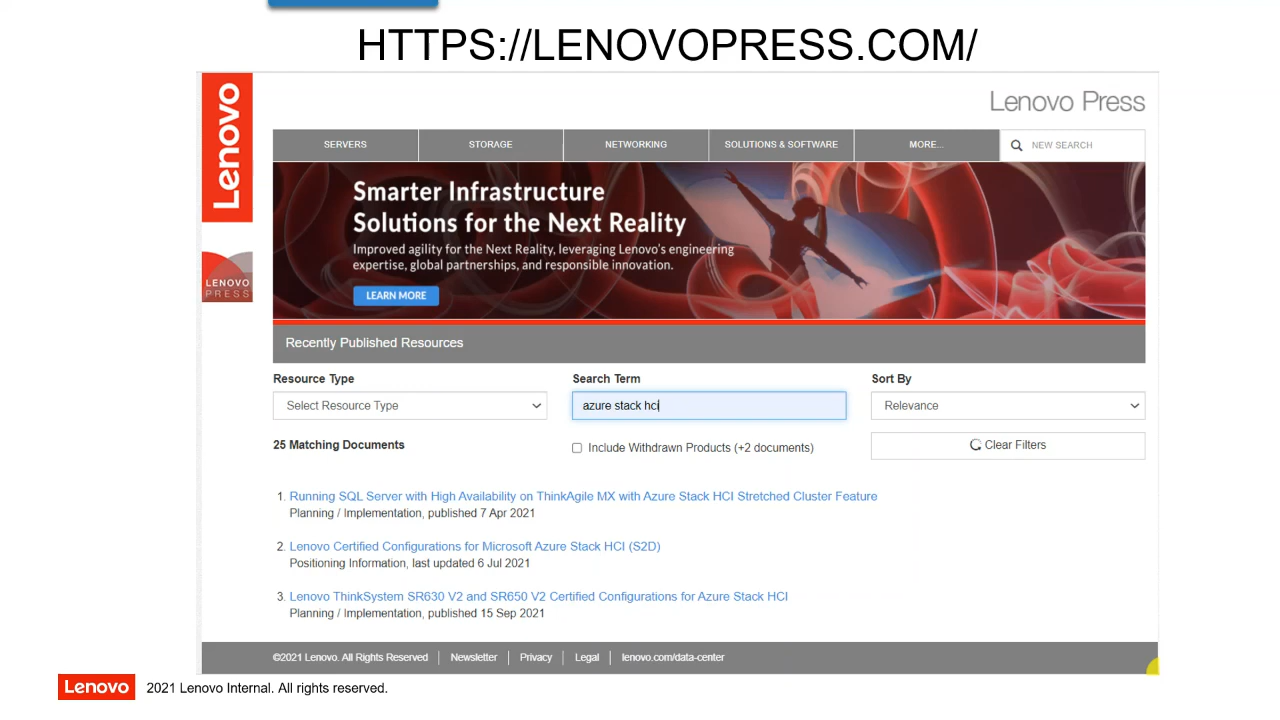 HTTPS://LENOVOPRESS.COM/
Lenovo
Lenovo Press
SERVERS
STORAGE
NETWORKING
SOLUTIONS & SOFTWARE
MORE...
NEW SEARCH
Smarter Infrastructure
Solutions for the Next Reality
Improved agility for the Next Reality, leveraging Lenovo's engineering
expertise, global partnerships, and responsible innovation.
LEARN MORE
LENOVO
PRESS
Recently Published Resources
Resource Type
Search Term
Sort By
Select Resource Type
azure stack hci
Relevance
25 Matching Documents
Include Withdrawn Products (+2 documents)
Clear Filters
1. Running SQL Server with High Availability on ThinkAgile MX with Azure Stack HCI Stretched Cluster Feature
Planning / Implementation, published 7 Apr 2021
2. Lenovo Certified Configurations for Microsoft Azure Stack HCI (S2D)
Positioning Information, last updated 6 Jul 2021
3. Lenovo ThinkSystem SR630 V2 and SR650 V2 Certified Configurations for Azure Stack HCI
Planning / Implementation, published 15 Sep 2021
©2021 Lenovo. All Rights Reserved
Newsletter
Privacy
Legal
lenovo.com/data-center
Lenovo
2021 Lenovo Internal. All rights reserved.